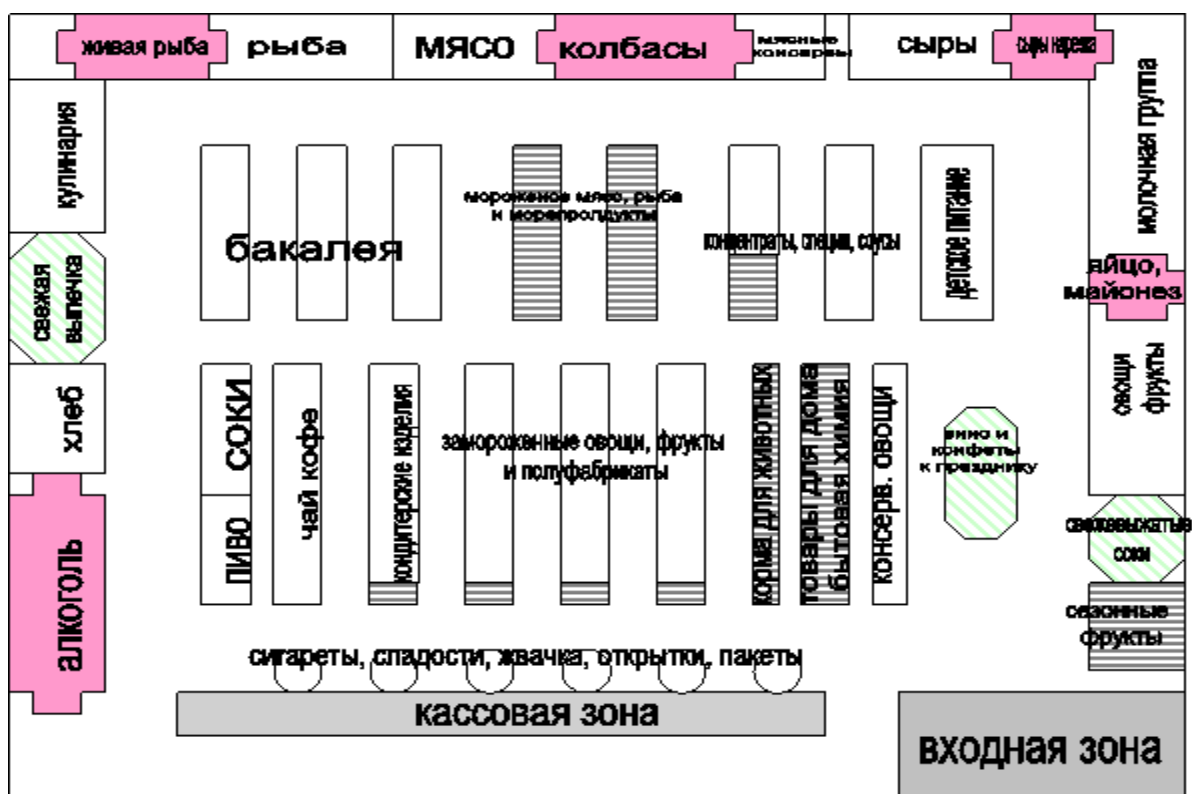 живая рыба
рыба
МЯСО
колбасы
мясные
консервы
сыры
сыры нарезка
кулинария
молочная группа
мороженое мясо, рыба
и морепролдукты
бакалея
концентраты, специи, соусы
детское питание
яйцо,
майонез
свежая
выпечка
хлеб
СОКИ
ПИВО
чай кофе
кондитерские изделия
замороженные овощи, фрукты
и полуфабрикаты
корма для животных
товары для дома
бытовая химия
консерв. овощи
вино и
конфеты
к празднику
овощи
фрукты
свежевыжатые
соки
сезонные
фрукты
алкоголь
сигареты, сладости, жвачка, открытки, пакеты
кассовая зона
входная зона